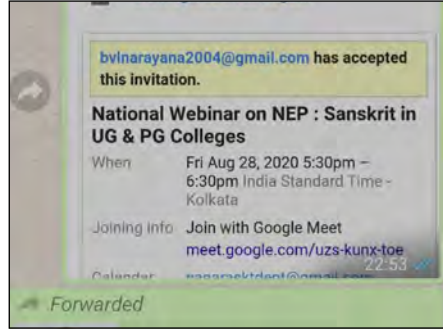 bvlnarayana2004@gmail.com has accepted
this invitation.
National Webinar on NEP : Sanskrit in
UG & PG Colleges
When Fri Aug 28, 2020 5:30pm –
6:30pm India Standard Time -
Kolkata
Joining info Join with Google Meet
meet.google.com/uzs-kunx-toe
22:53
Calendar
Forwarded